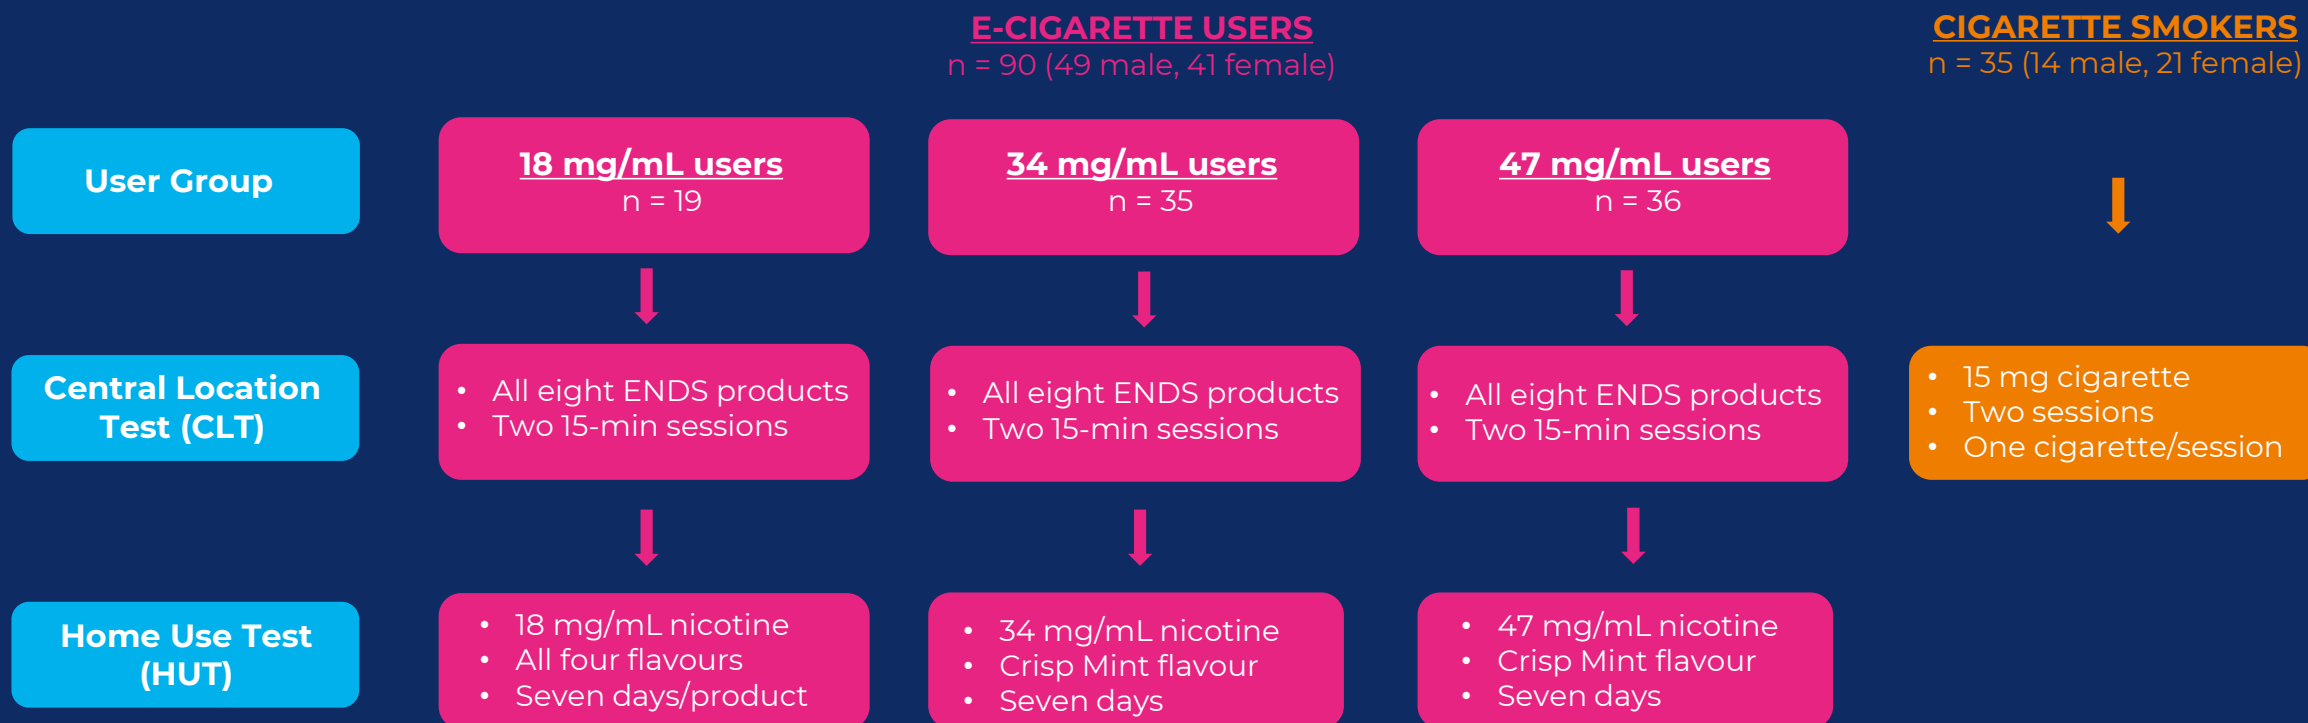 E-CIGARETTE USERS
n = 90 (49 male, 41 female)
CIGARETTE SMOKERS
n = 35 (14 male, 21 female)
User Group
18 mg/mL users
n = 19
34 mg/mL users
n = 35
47 mg/mL users
n = 36
Central Location
Test (CLT)
• All eight ENDS products
• Two 15-min sessions
• All eight ENDS products
• Two 15-min sessions
• All eight ENDS products
• Two 15-min sessions
• 15 mg cigarette
• Two sessions
• One cigarette/session
Home Use Test
(HUT)
• 18 mg/mL nicotine
• All four flavours
• Seven days/product
• 34 mg/mL nicotine
• Crisp Mint flavour
• Seven days
• 47 mg/mL nicotine
• Crisp Mint flavour
• Seven days